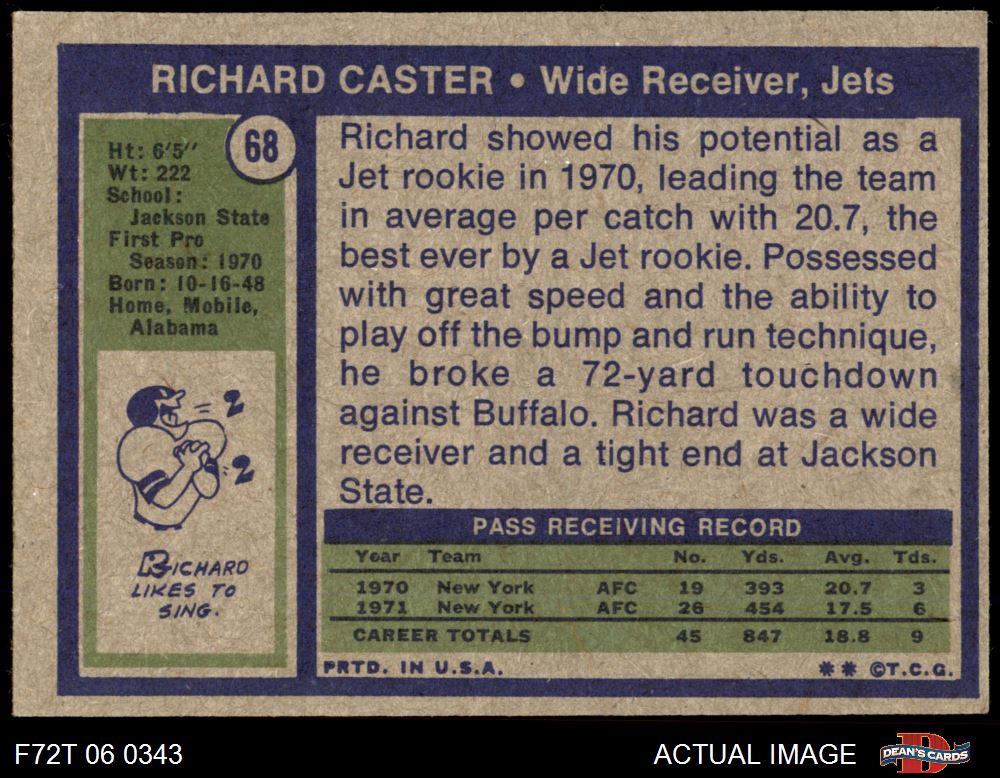 RICHARD CASTER • Wide Receiver, Jets
68
Ht: 6'5"
Wt: 222
School:
Jackson State
First Pro
Season: 1970
Born: 10-16-48
Home, Mobile,
Alabama
RICHARD
LIKES TO
SING.
Richard showed his potential as a
Jet rookie in 1970, leading the team
in average per catch with 20.7, the
best ever by a Jet rookie. Possessed
with great speed and the ability to
play off the bump and run technique,
he broke a 72-yard touchdown
against Buffalo. Richard was a wide
receiver and a tight end at Jackson
State.
PASS RECEIVING RECORD
Year Team No. Yds. Avg. Tds.
1970 New York AFC 19 393 20.7 3
1971 New York AFC 26 454 17.5 6
CAREER TOTALS 45 847 18.8 9
PRTD. IN U.S.A. ** ©T.C.G.
F72T 06 0343 ACTUAL IMAGE DEAN'S CARDS